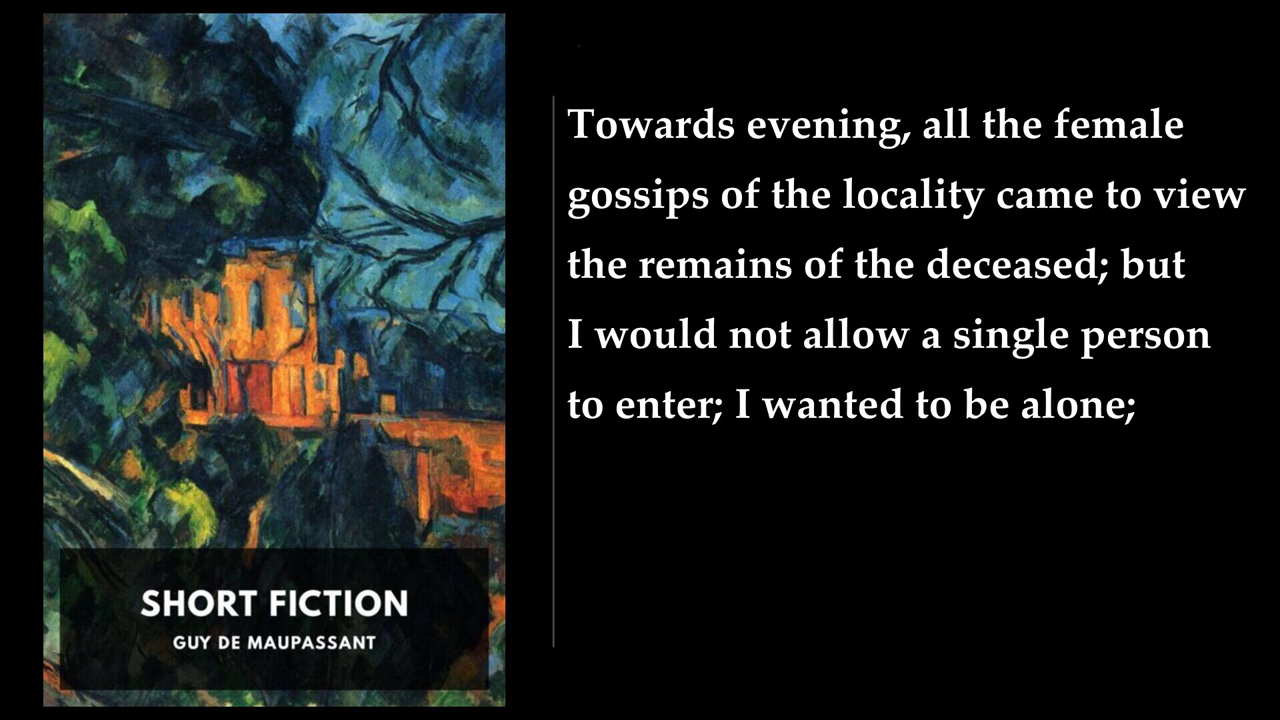 SHORT FICTION
GUY DE MAUPASSANT
Towards evening, all the female
gossips of the locality came to view
the remains of the deceased; but
I would not allow a single person
to enter; I wanted to be alone;